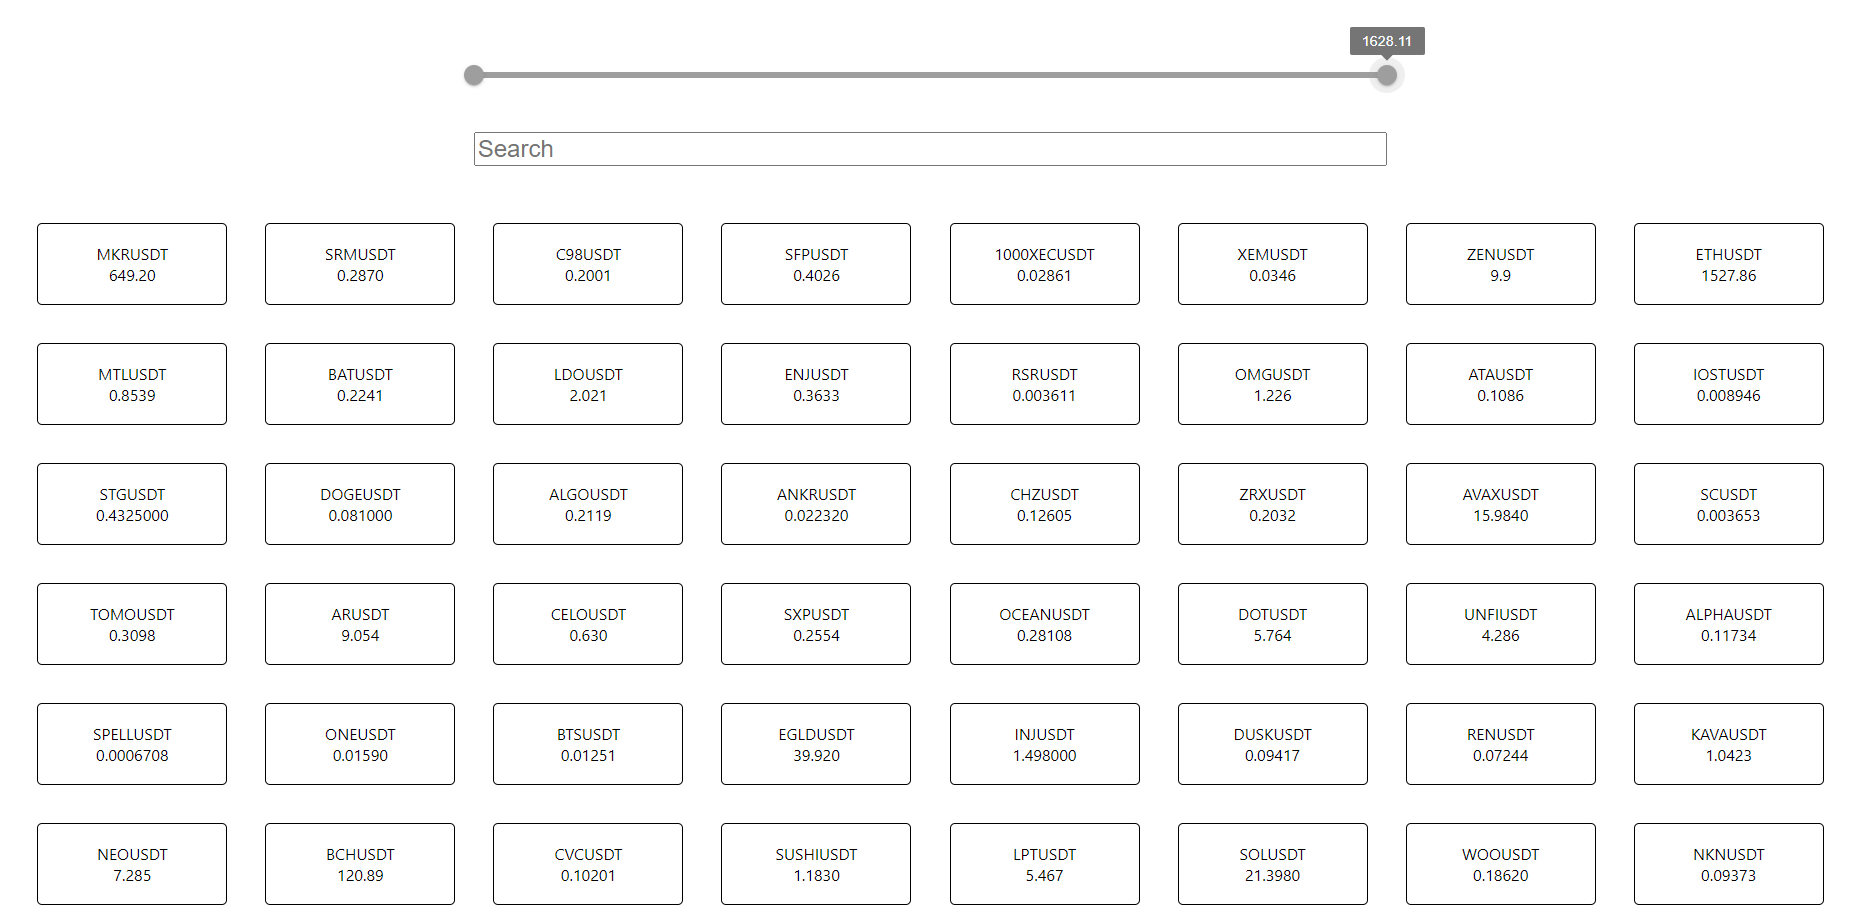 1628.11
Search
MKRUSDT
649.20
SRMUSDT
0.2870
C98USDT
0.2001
SFPUSDT
0.4026
1000XECUSDT
0.02861
XEMUSDT
0.0346
ZENUSDT
9.9
ETHUSDT
1527.86
MTLUSDT
0.8539
BATUSDT
0.2241
LDOUSDT
2.021
ENJUSDT
0.3633
RSRUSDT
0.003611
OMGUSDT
1.226
ATAUSDT
0.1086
IOSTUSDT
0.008946
STGUSDT
0.4325000
DOGEUSDT
0.081000
ALGOUSDT
0.2119
ANKRUSDT
0.022320
CHZUSDT
0.12605
ZRXUSDT
0.2032
AVAXUSDT
15.9840
SCUSDT
0.003653
TOMOUSDT
0.3098
ARUSDT
9.054
CELOUSDT
0.630
SXPUSDT
0.2554
OCEANUSDT
0.28108
DOTUSDT
5.764
UNFIUSDT
4.286
ALPHAUSDT
0.11734
SPELLUSDT
0.0006708
ONEUSDT
0.01590
BTSUSDT
0.01251
EGLDUSDT
39.920
INJUSDT
1.498000
DUSKUSDT
0.09417
RENUSDT
0.07244
KAVAUSDT
1.0423
NEOUSDT
7.285
BCHUSDT
120.89
CVCUSDT
0.10201
SUSHIUSDT
1.1830
LPTUSDT
5.467
SOLUSDT
21.3980
WOOUSDT
0.18620
NKNUSDT
0.09373